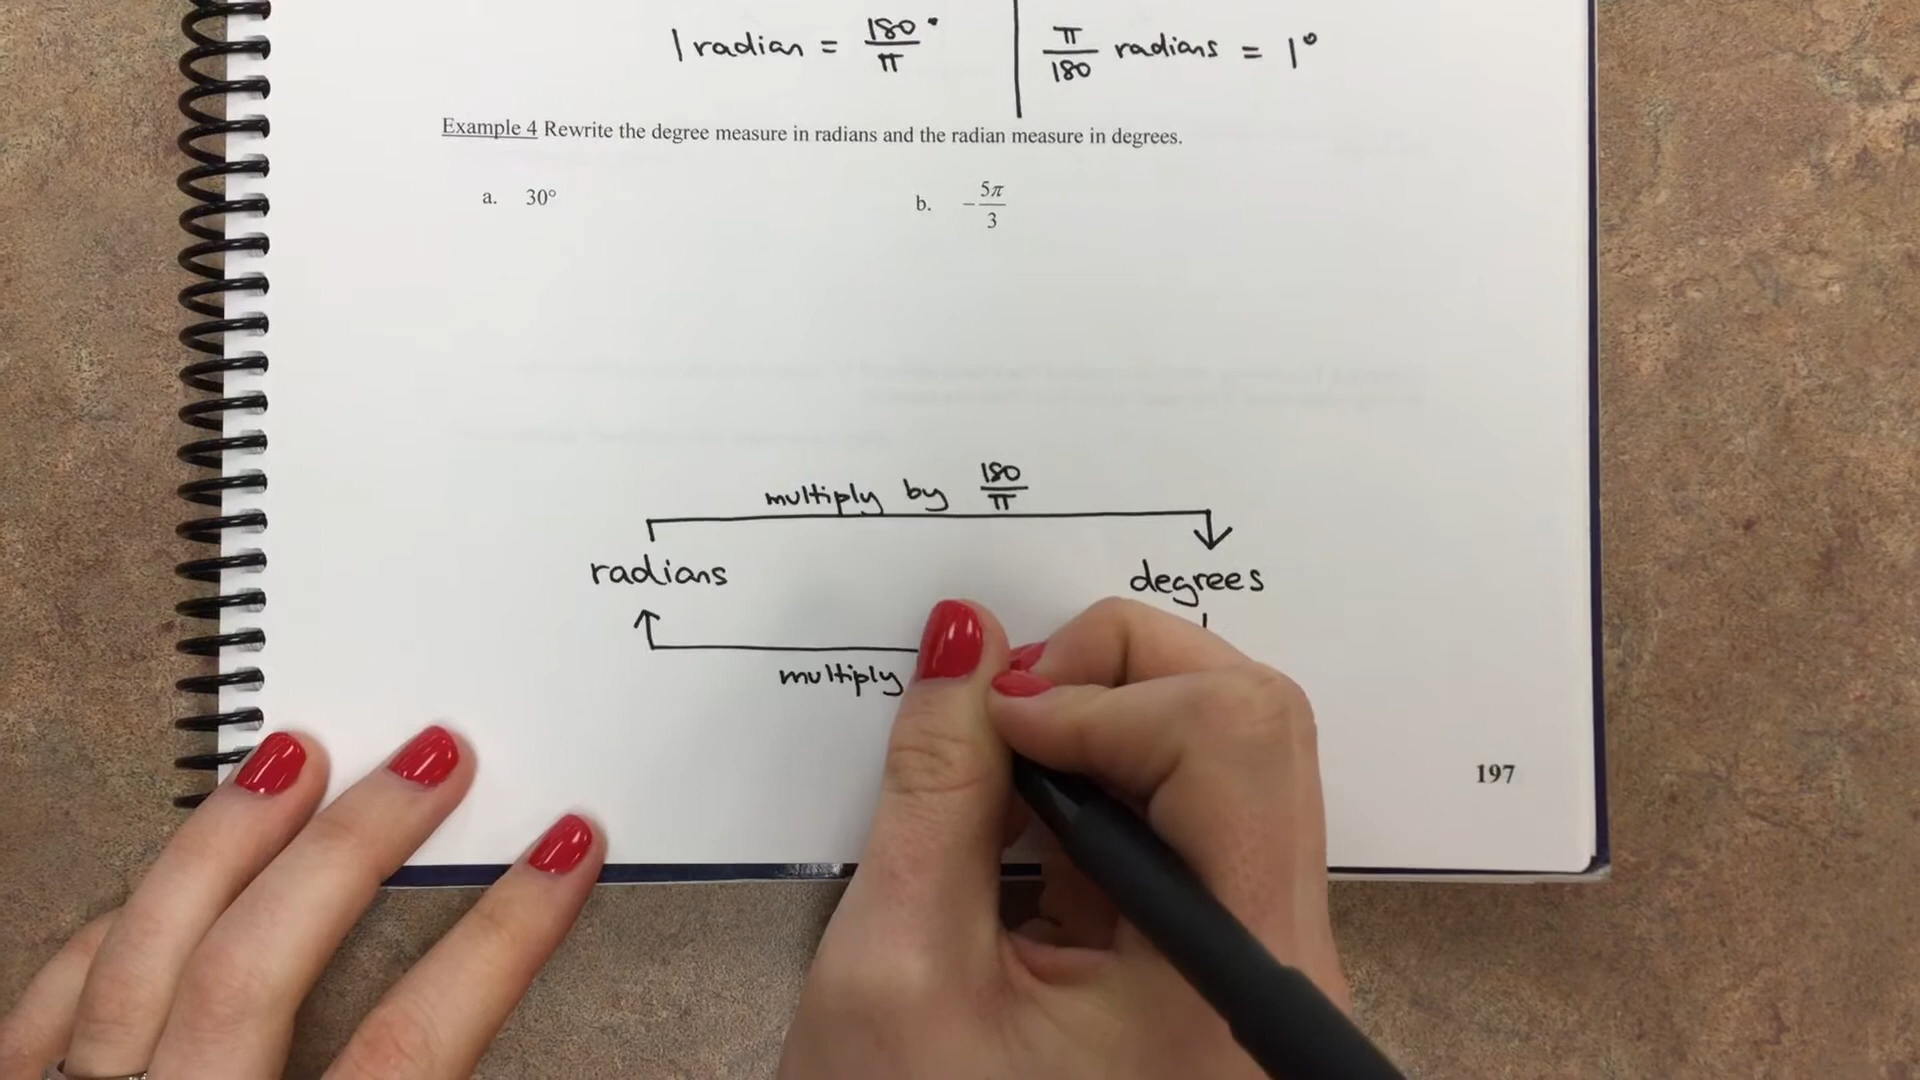 1 radian = 180°/π | π/180 radians = 1°
Example 4 Rewrite the degree measure in radians and the radian measure in degrees.
a. 30° b. -5π/3
multiply by 180/π
radians degrees
multiply
197